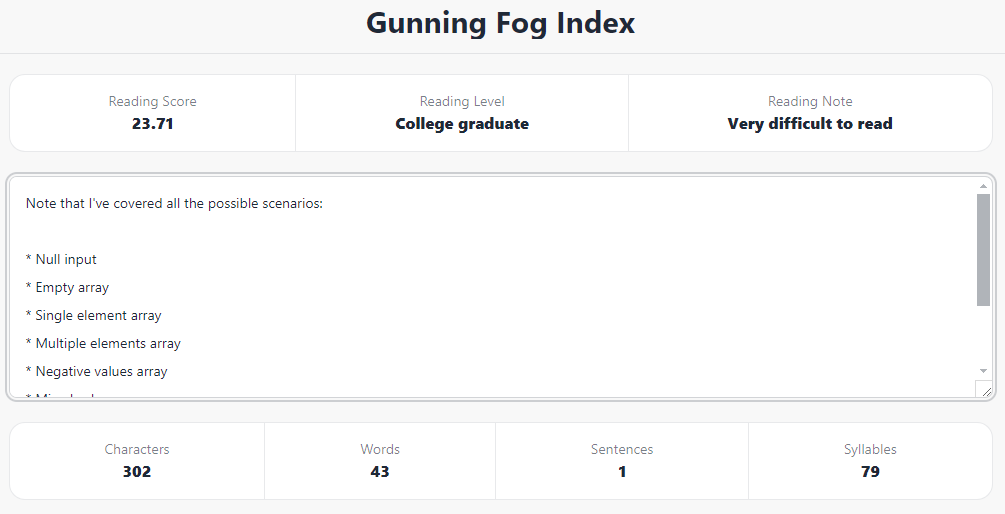 Gunning Fog Index
Reading Score
23.71
Reading Level
College graduate
Reading Note
Very difficult to read
Note that I've covered all the possible scenarios:
* Null input
* Empty array
* Single element array
* Multiple elements array
* Negative values array
Characters
302
Words
43
Sentences
1
Syllables
79